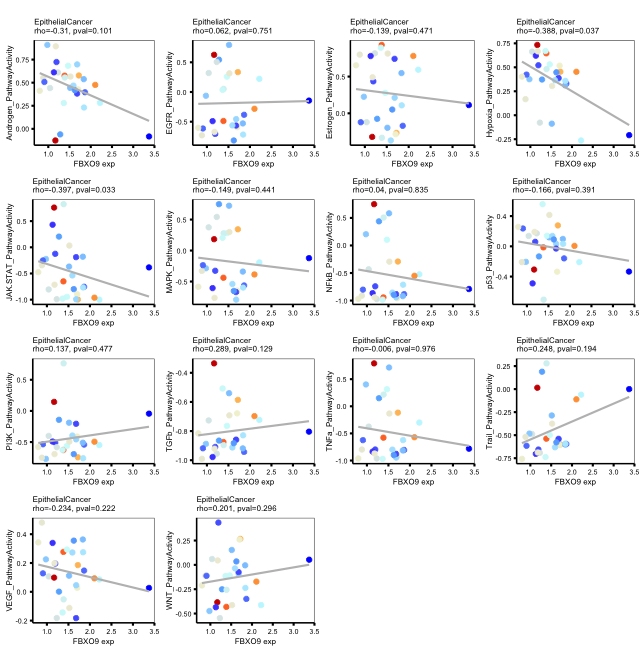 EpithelialCancer
rho=-0.31, pval=0.101
Androgen_PathwayActivity
0.75
0.50
0.25
0.00
1.0 1.5 2.0 2.5 3.0 3.5
FBXO9 exp
EpithelialCancer
rho=0.062, pval=0.751
EGFR_PathwayActivity
0.5
0.0
-0.5
1.0 1.5 2.0 2.5 3.0 3.5
FBXO9 exp
EpithelialCancer
rho=-0.139, pval=0.471
Estrogen_PathwayActivity
0.5
0.0
1.0 1.5 2.0 2.5 3.0 3.5
FBXO9 exp
EpithelialCancer
rho=-0.388, pval=0.037
Hypoxia_PathwayActivity
0.75
0.50
0.25
0.00
-0.25
1.0 1.5 2.0 2.5 3.0 3.5
FBXO9 exp
EpithelialCancer
rho=-0.397, pval=0.033
JAK.STAT_PathwayActivity
0.5
0.0
-0.5
-1.0
1.0 1.5 2.0 2.5 3.0 3.5
FBXO9 exp
EpithelialCancer
rho=-0.149, pval=0.441
MAPK_PathwayActivity
0.5
0.0
-0.5
1.0 1.5 2.0 2.5 3.0 3.5
FBXO9 exp
EpithelialCancer
rho=0.04, pval=0.835
NFkB_PathwayActivity
0.5
0.0
-0.5
-1.0
1.0 1.5 2.0 2.5 3.0 3.5
FBXO9 exp
EpithelialCancer
rho=-0.166, pval=0.391
p53_PathwayActivity
0.4
0.0
-0.4
1.0 1.5 2.0 2.5 3.0 3.5
FBXO9 exp
EpithelialCancer
rho=0.137, pval=0.477
PI3K_PathwayActivity
0.5
0.0
-0.5
1.0 1.5 2.0 2.5 3.0 3.5
FBXO9 exp
EpithelialCancer
rho=0.289, pval=0.129
TGFb_PathwayActivity
-0.4
-0.6
-0.8
-1.0
1.0 1.5 2.0 2.5 3.0 3.5
FBXO9 exp
EpithelialCancer
rho=-0.006, pval=0.976
TNFa_PathwayActivity
0.5
0.0
-0.5
-1.0
1.0 1.5 2.0 2.5 3.0 3.5
FBXO9 exp
EpithelialCancer
rho=0.248, pval=0.194
Trail_PathwayActivity
0.25
0.00
-0.25
-0.50
-0.75
1.0 1.5 2.0 2.5 3.0 3.5
FBXO9 exp
EpithelialCancer
rho=-0.234, pval=0.222
VEGF_PathwayActivity
0.4
0.2
0.0
-0.2
1.0 1.5 2.0 2.5 3.0 3.5
FBXO9 exp
EpithelialCancer
rho=0.201, pval=0.296
WNT_PathwayActivity
0.25
0.00
-0.25
-0.50
1.0 1.5 2.0 2.5 3.0 3.5
FBXO9 exp